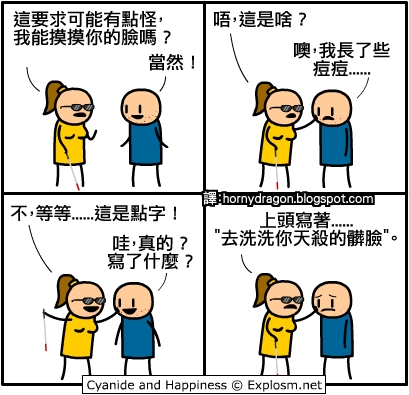 這要求可能有點怪，
我能摸摸你的臉嗎？
當然！
唔，這是啥？
噢，我長了些
痘痘……
譯：hornydragon.blogspot.com
不，等等……這是點字！
哇，真的？
寫了什麼？
上頭寫著……
"去洗洗你天殺的髒臉"。
Cyanide and Happiness © Explosm.net